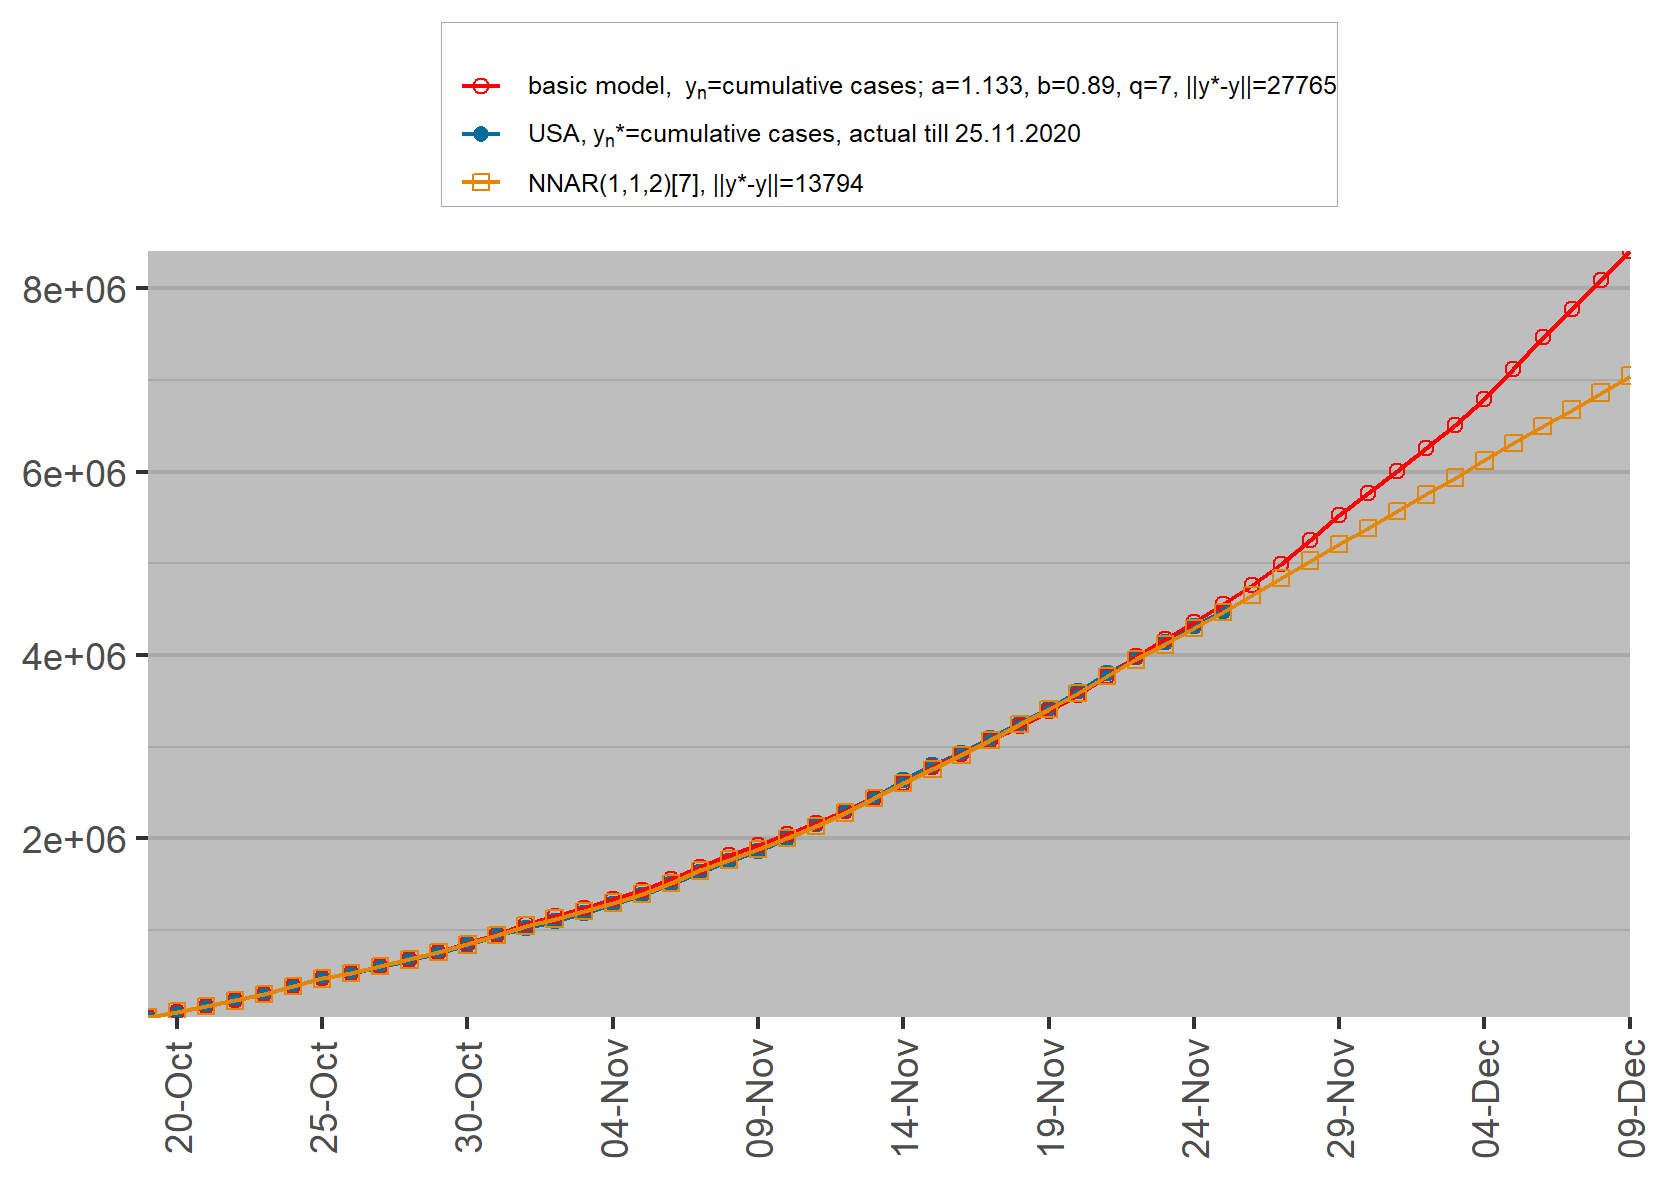 basic model, yn=cumulative cases; a=1.133, b=0.89, q=7, ||y*-y||=27765
USA, yn*=cumulative cases, actual till 25.11.2020
NNAR(1,1,2)[7], ||y*-y||=13794
8e+06
6e+06
4e+06
2e+06
20-Oct
25-Oct
30-Oct
04-Nov
09-Nov
14-Nov
19-Nov
24-Nov
29-Nov
04-Dec
09-Dec